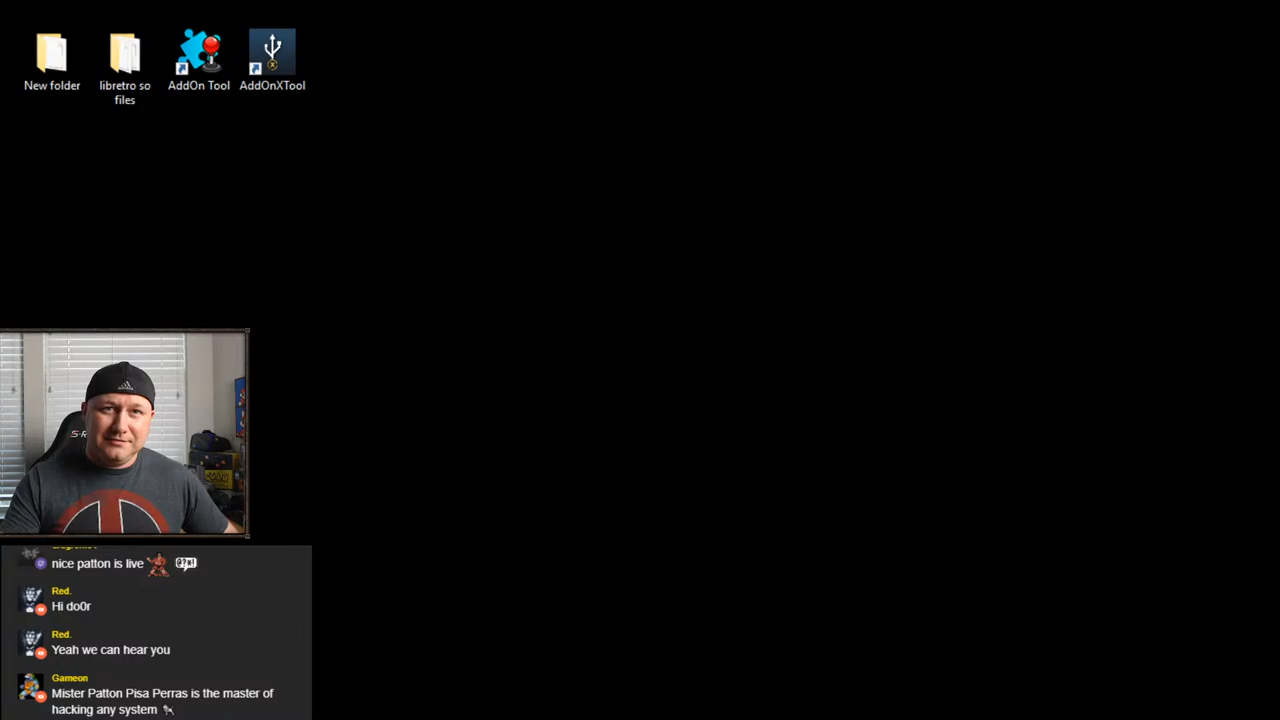 New folder
libretro so
files
AddOn Tool
AddOnXTool
S-R
nice patton is live
Red.
Hi do0r
Red.
Yeah we can hear you
Gameon
Mister Patton Pisa Perras is the master of
hacking any system